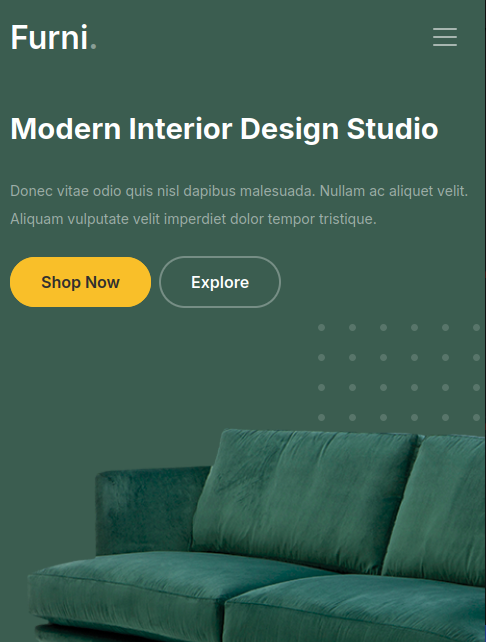 Furni.
Modern Interior Design Studio
Donec vitae odio quis nisl dapibus malesuada. Nullam ac aliquet velit.
Aliquam vulputate velit imperdiet dolor tempor tristique.
Shop Now
Explore